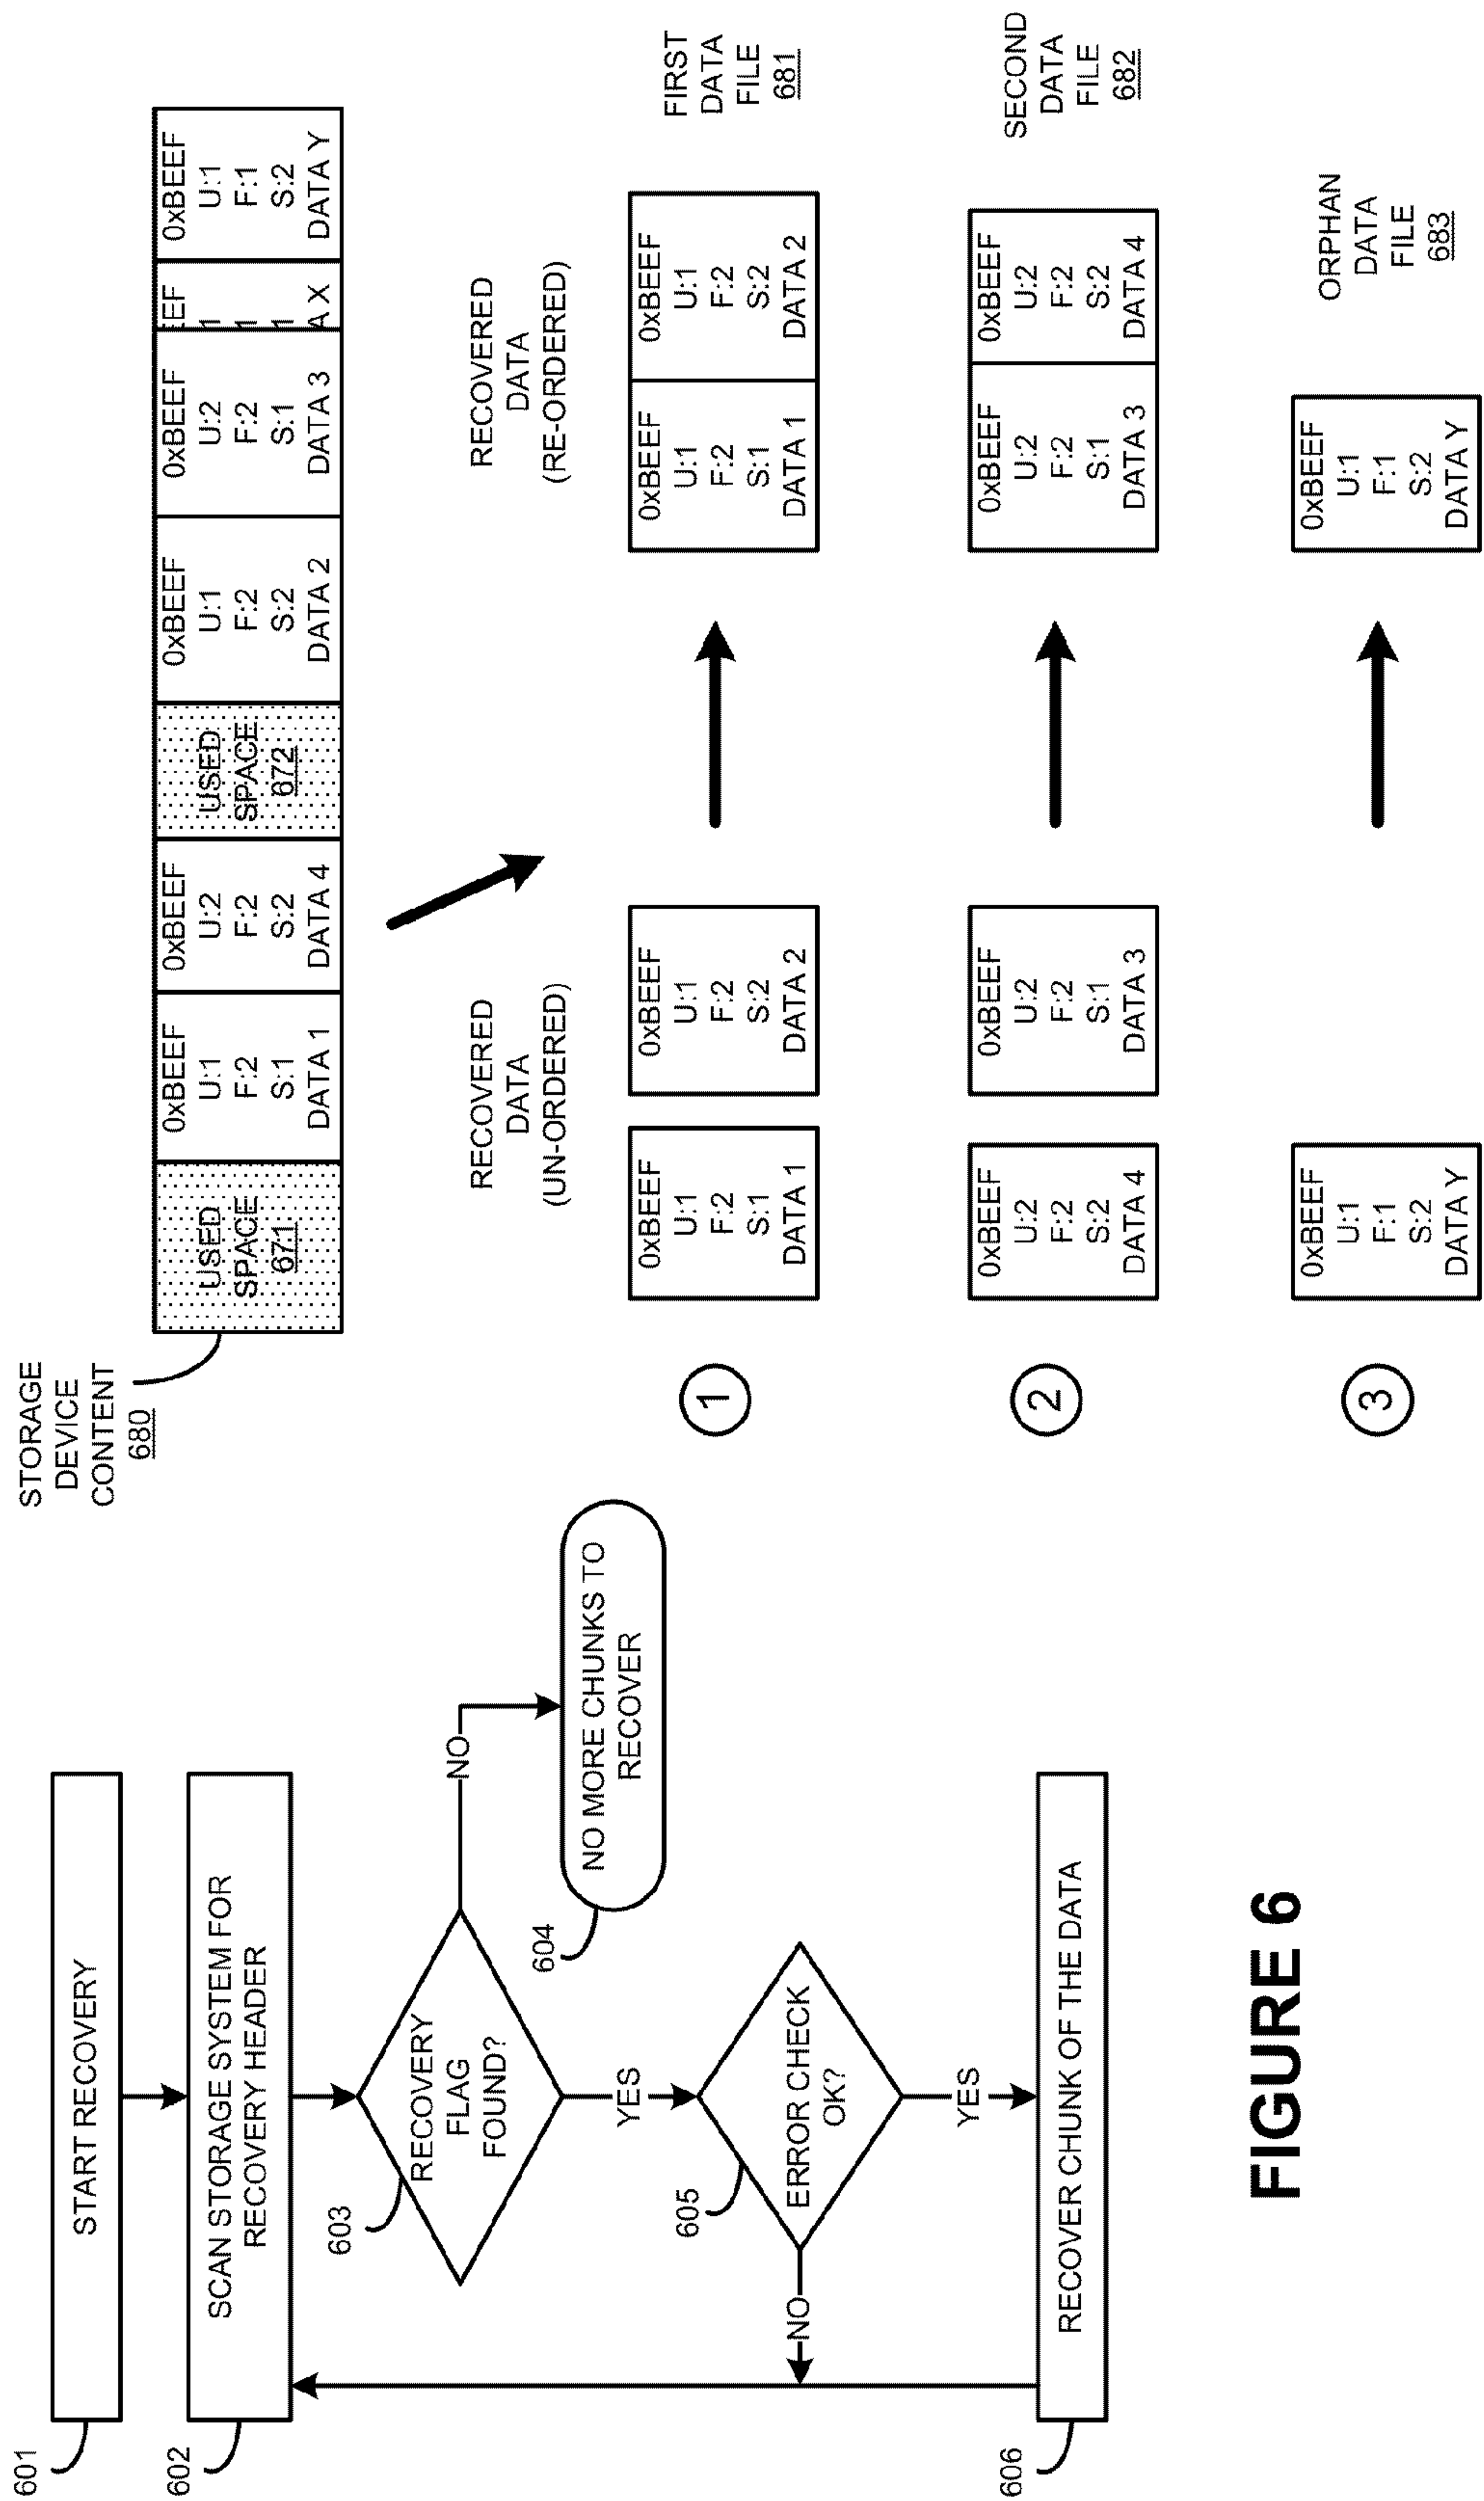 601
START RECOVERY
602
SCAN STORAGE SYSTEM FOR
RECOVERY HEADER
603
RECOVERY
FLAG
FOUND?
NO
604
NO MORE CHUNKS TO
RECOVER
YES
605
ERROR CHECK
OK?
NO
YES
606
RECOVER CHUNK OF THE DATA
FIGURE 6
STORAGE
DEVICE
CONTENT
680
USED
SPACE
671
0xBEEF
U:1
F:2
S:1
DATA 1
0xBEEF
U:2
F:2
S:2
DATA 4
USED
SPACE
672
0xBEEF
U:1
F:2
S:2
DATA 2
0xBEEF
U:2
F:2
S:1
DATA 3
EEF
1
1
1
A X
0xBEEF
U:1
F:1
S:2
DATA Y
RECOVERED
DATA
(UN-ORDERED)
RECOVERED
DATA
(RE-ORDERED)
1
0xBEEF
U:1
F:2
S:1
DATA 1
0xBEEF
U:1
F:2
S:2
DATA 2
0xBEEF
U:1
F:2
S:1
DATA 1
0xBEEF
U:1
F:2
S:2
DATA 2
FIRST
DATA
FILE
681
2
0xBEEF
U:2
F:2
S:2
DATA 4
0xBEEF
U:2
F:2
S:1
DATA 3
0xBEEF
U:2
F:2
S:1
DATA 3
0xBEEF
U:2
F:2
S:2
DATA 4
SECOND
DATA
FILE
682
3
0xBEEF
U:1
F:1
S:2
DATA Y
0xBEEF
U:1
F:1
S:2
DATA Y
ORPHAN
DATA
FILE
683